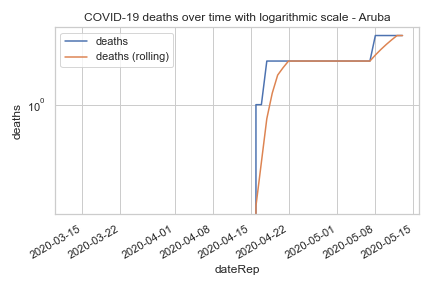 COVID-19 deaths over time with logarithmic scale - Aruba
deaths
deaths (rolling)
deaths
10^0
2020-03-15
2020-03-22
2020-04-01
2020-04-08
2020-04-15
2020-04-22
2020-05-01
2020-05-08
2020-05-15
dateRep